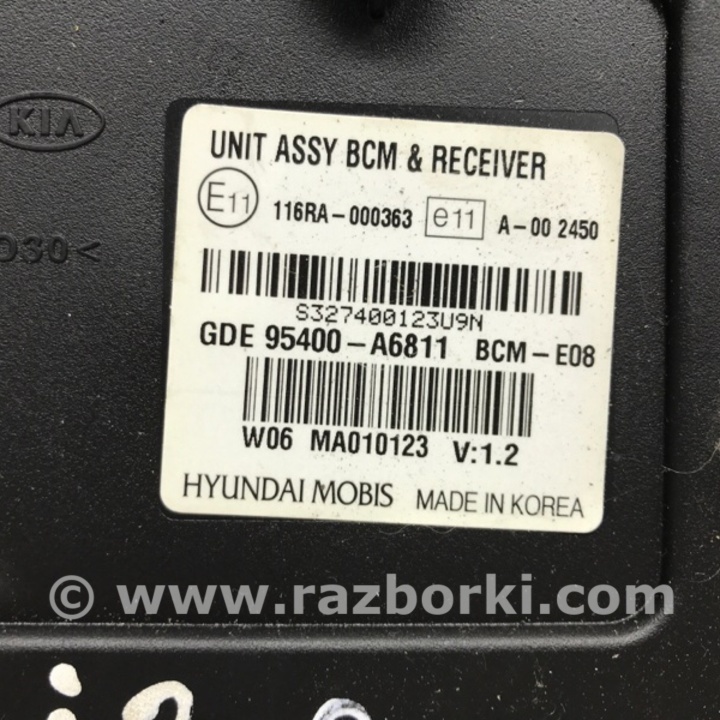 KIA
UNIT ASSY BCM & RECEIVER
E11 116RA-000363 e11 A-00 2450
S327400123U9N
GDE 95400-A6811 BCM-E08
W06 MA010123 V:1.2
HYUNDAI MOBIS MADE IN KOREA
© www.razborki.com